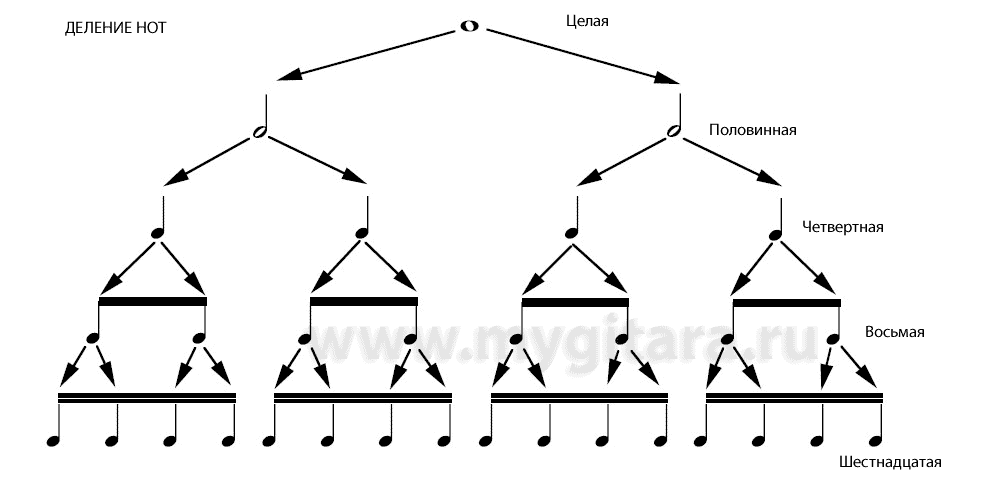 ДЕЛЕНИЕ НОТ
Целая
Половинная
Четвертная
Восьмая
www.mygitara.ru
Шестнадцатая